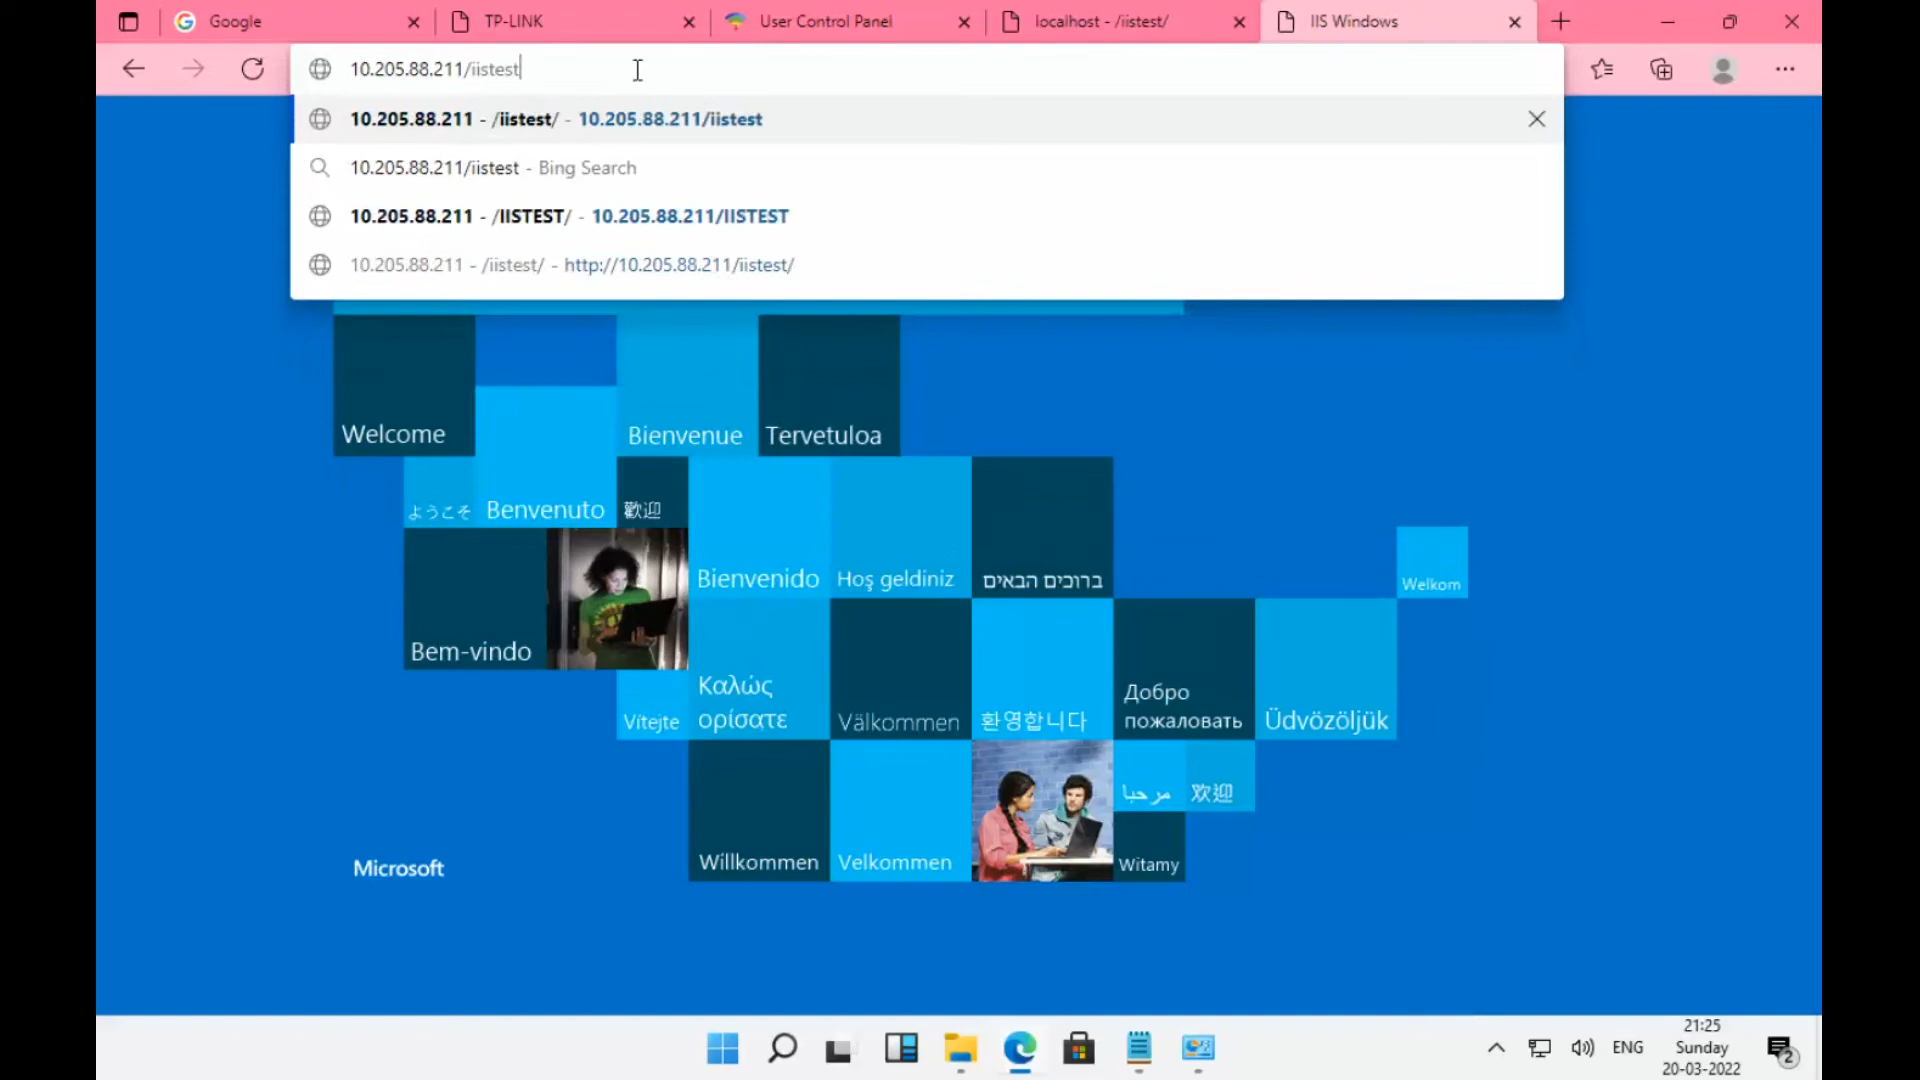 Google
TP-LINK
User Control Panel
localhost - /iistest/
IIS Windows
10.205.88.211/iistest
10.205.88.211 - /iistest/ - 10.205.88.211/iistest
10.205.88.211/iistest - Bing Search
10.205.88.211 - /IISTEST/ - 10.205.88.211/IISTEST
10.205.88.211 - /iistest/ - http://10.205.88.211/iistest/
Welcome
Bienvenue
Tervetuloa
ようこそ
Benvenuto
歡迎
Bienvenido
Hoş geldiniz
ברוכים הבאים
Welkom
Bem-vindo
Vítejte
Καλώς
ορίσατε
Välkommen
환영합니다
Добро
пожаловать
Üdvözöljük
مرحبا
欢迎
Microsoft
Willkommen
Velkommen
Witamy
ENG
21:25
Sunday
20-03-2022
2